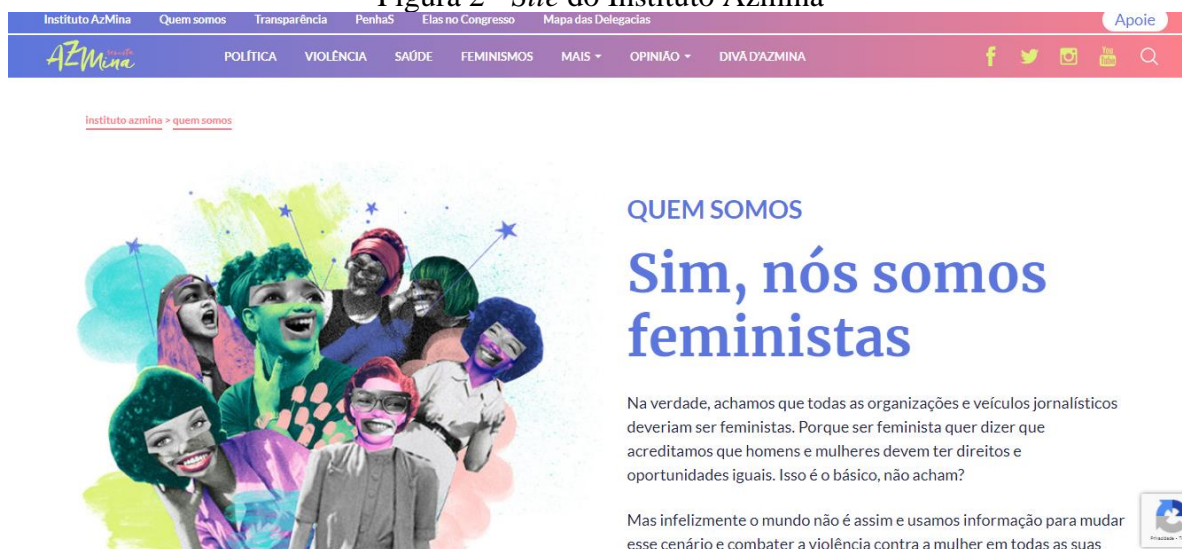 Figura 2 - Site do Instituto Azmina
Instituto AzMina Quem somos Transparência PenhaS Elas no Congresso Mapa das Delegacias Apoie
revista
AZMina POLÍTICA VIOLÊNCIA SAÚDE FEMINISMOS MAIS OPINIÃO DIVÃ D'AZMINA
You
Tube
instituto azmina > quem somos
QUEM SOMOS
Sim, nós somos
feministas
Na verdade, achamos que todas as organizações e veículos jornalísticos
deveriam ser feministas. Porque ser feminista quer dizer que
acreditamos que homens e mulheres devem ter direitos e
oportunidades iguais. Isso é o básico, não acham?
Mas infelizmente o mundo não é assim e usamos informação para mudar
esse cenário e combater a violência contra a mulher em todas as suas